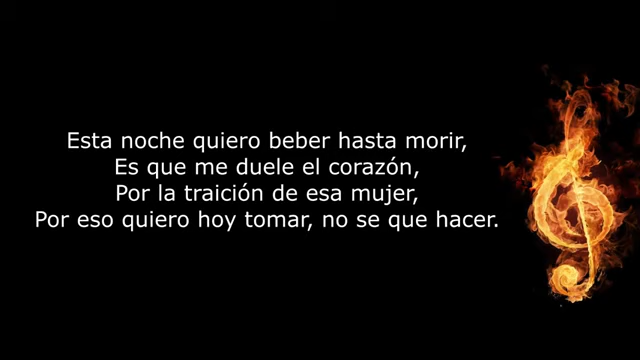 Esta noche quiero beber hasta morir,
Es que me duele el corazón,
Por la traición de esa mujer,
Por eso quiero hoy tomar, no se que hacer.